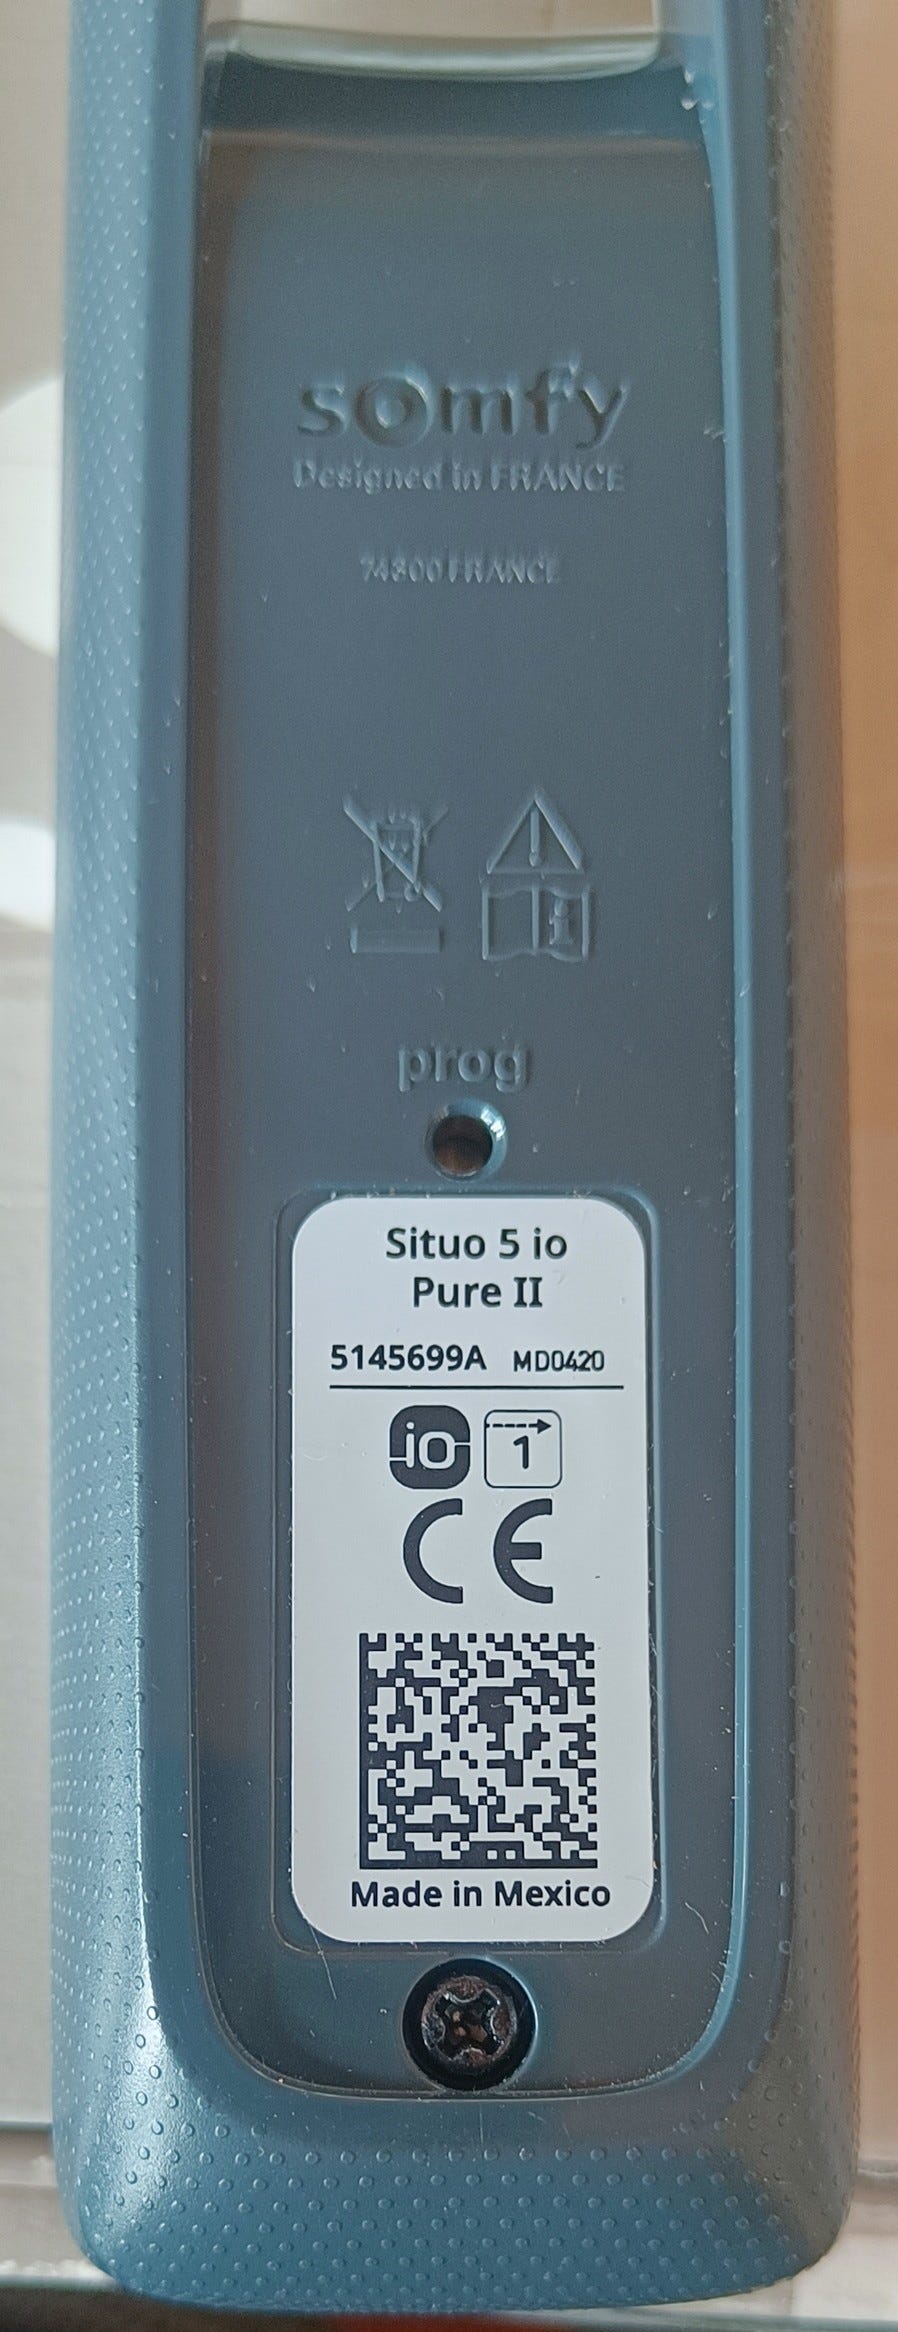 somfy
Designed in FRANCE
74300 FRANCE
prog
Situo 5 io
Pure II
5145699A MD0420
io 1
CE
Made in Mexico